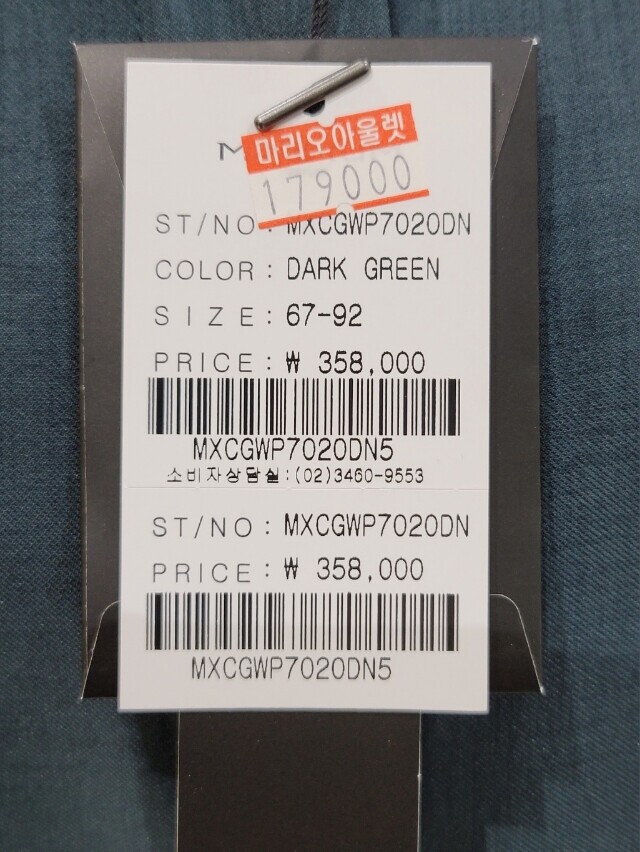 마리오아울렛
179000
ST/NO: MXCGWP7020DN
COLOR: DARK GREEN
SIZE: 67-92
PRICE: ₩ 358,000
MXCGWP7020DN5
소비자상담실:(02)3460-9553
ST/NO: MXCGWP7020DN
PRICE: ₩ 358,000
MXCGWP7020DN5